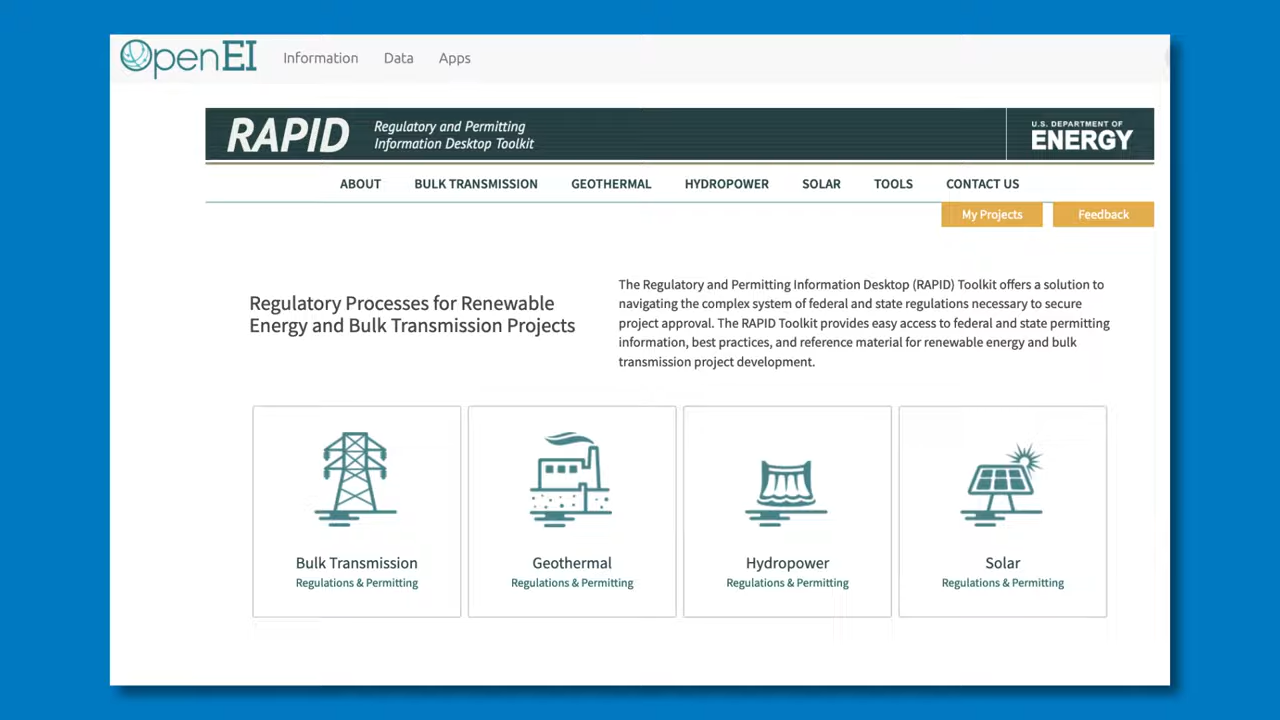 OpenEI Information Data Apps
RAPID
Regulatory and Permitting
Information Desktop Toolkit
U.S. DEPARTMENT OF
ENERGY
ABOUT BULK TRANSMISSION GEOTHERMAL HYDROPOWER SOLAR TOOLS CONTACT US
My Projects Feedback
Regulatory Processes for Renewable
Energy and Bulk Transmission Projects
The Regulatory and Permitting Information Desktop (RAPID) Toolkit offers a solution to
navigating the complex system of federal and state regulations necessary to secure
project approval. The RAPID Toolkit provides easy access to federal and state permitting
information, best practices, and reference material for renewable energy and bulk
transmission project development.
Bulk Transmission
Regulations & Permitting
Geothermal
Regulations & Permitting
Hydropower
Regulations & Permitting
Solar
Regulations & Permitting